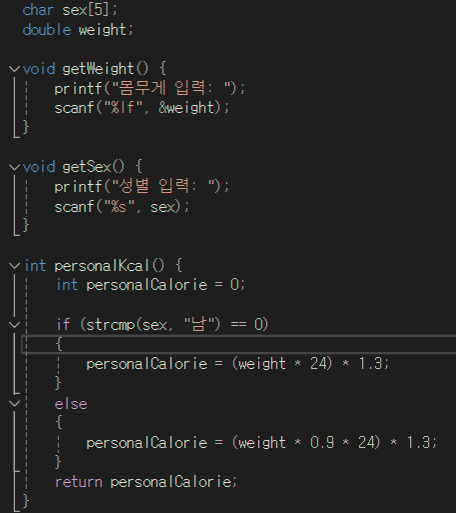 char sex[5];
double weight;
void getWeight() {
printf("몸무게 입력: ");
scanf("%lf", &weight);
}
void getSex() {
printf("성별 입력: ");
scanf("%s", sex);
}
int personalKcal() {
int personalCalorie = 0;
if (strcmp(sex, "남") == 0)
{
personalCalorie = (weight * 24) * 1.3;
}
else
{
personalCalorie = (weight * 0.9 * 24) * 1.3;
}
return personalCalorie;
}